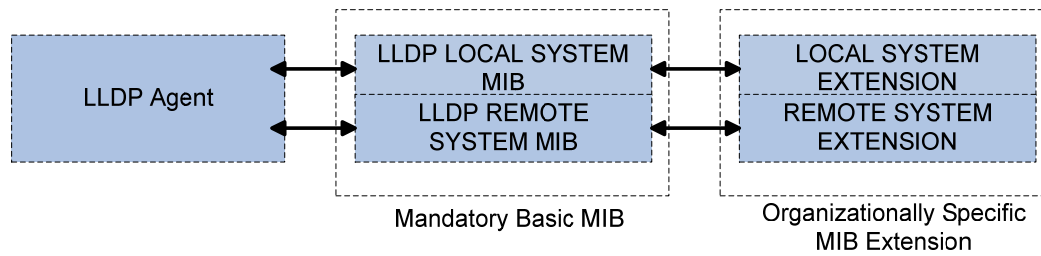 LLDP Agent
LLDP LOCAL SYSTEM
MIB
LLDP REMOTE
SYSTEM MIB
LOCAL SYSTEM
EXTENSION
REMOTE SYSTEM
EXTENSION
Mandatory Basic MIB
Organizationally Specific
MIB Extension